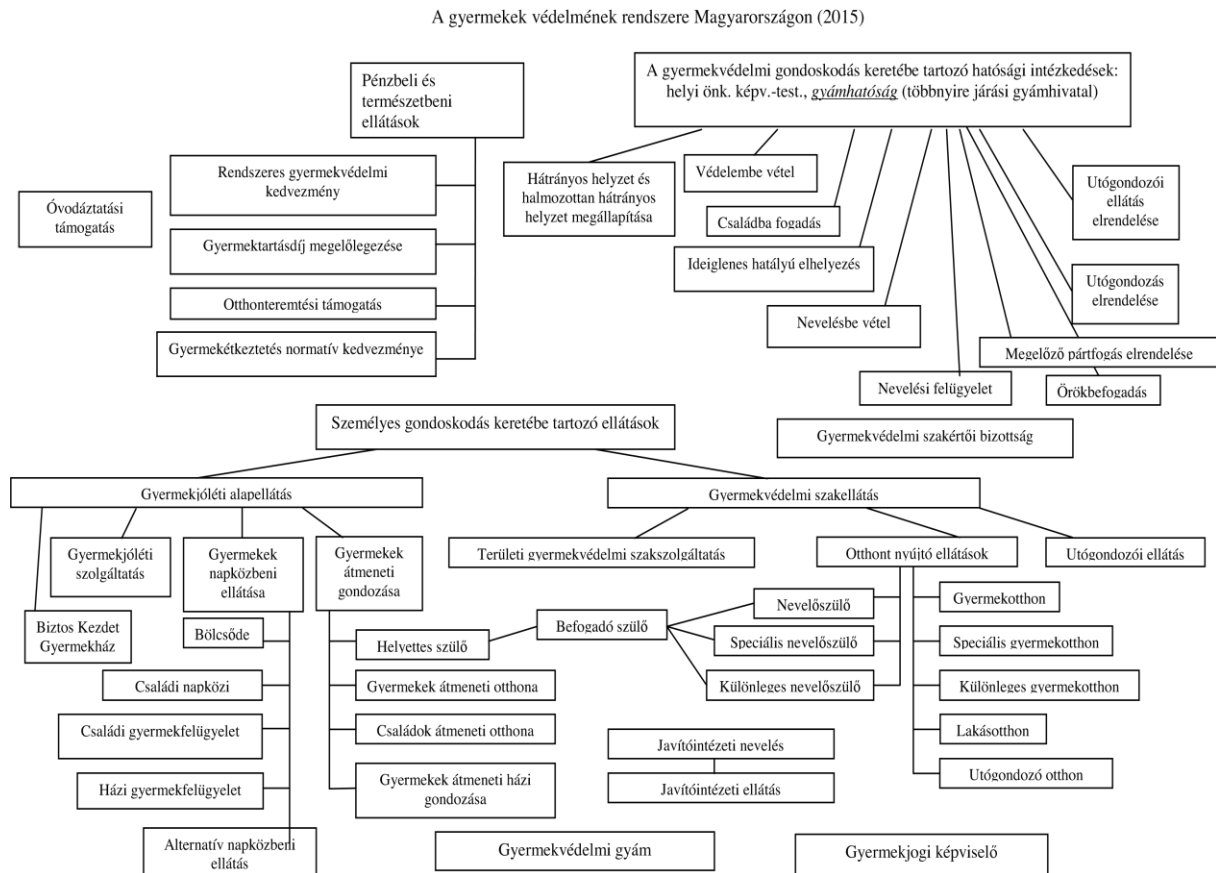 A gyermekek védelmének rendszere Magyarországon (2015)
Pénzbeli és
természetbeni
ellátások
A gyermekvédelmi gondoskodás keretébe tartozó hatósági intézkedések:
helyi önk. képv.-test., gyámhatóság (többnyire járási gyámhivatal)
Óvodáztatási
támogatás
Rendszeres gyermekvédelmi
kedvezmény
Gyermektartásdíj megelőlegezése
Otthonteremtési támogatás
Gyermekétkeztetés normatív kedvezménye
Hátrányos helyzet és
halmozottan hátrányos
helyzet megállapítása
Védelembe vétel
Családba fogadás
Ideiglenes hatályú elhelyezés
Nevelésbe vétel
Nevelési felügyelet
Utógondozói
ellátás
elrendelése
Utógondozás
elrendelése
Megelőző pártfogás elrendelése
Örökbefogadás
Személyes gondoskodás keretébe tartozó ellátások
Gyermekvédelmi szakértői bizottság
Gyermekjóléti alapellátás
Gyermekvédelmi szakellátás
Gyermekjóléti
szolgáltatás
Gyermekek
napközbeni
ellátása
Gyermekek
átmeneti
gondozása
Területi gyermekvédelmi szakszolgáltatás
Otthont nyújtó ellátások
Utógondozói ellátás
Biztos Kezdet
Gyermekház
Bölcsőde
Családi napközi
Családi gyermekfelügyelet
Házi gyermekfelügyelet
Alternatív napközbeni
ellátás
Helyettes szülő
Gyermekek átmeneti otthona
Családok átmeneti otthona
Gyermekek átmeneti házi
gondozása
Befogadó szülő
Nevelőszülő
Speciális nevelőszülő
Különleges nevelőszülő
Gyermekotthon
Speciális gyermekotthon
Különleges gyermekotthon
Lakásotthon
Utógondozó otthon
Javítóintézeti nevelés
Javítóintézeti ellátás
Gyermekvédelmi gyám
Gyermekjogi képviselő